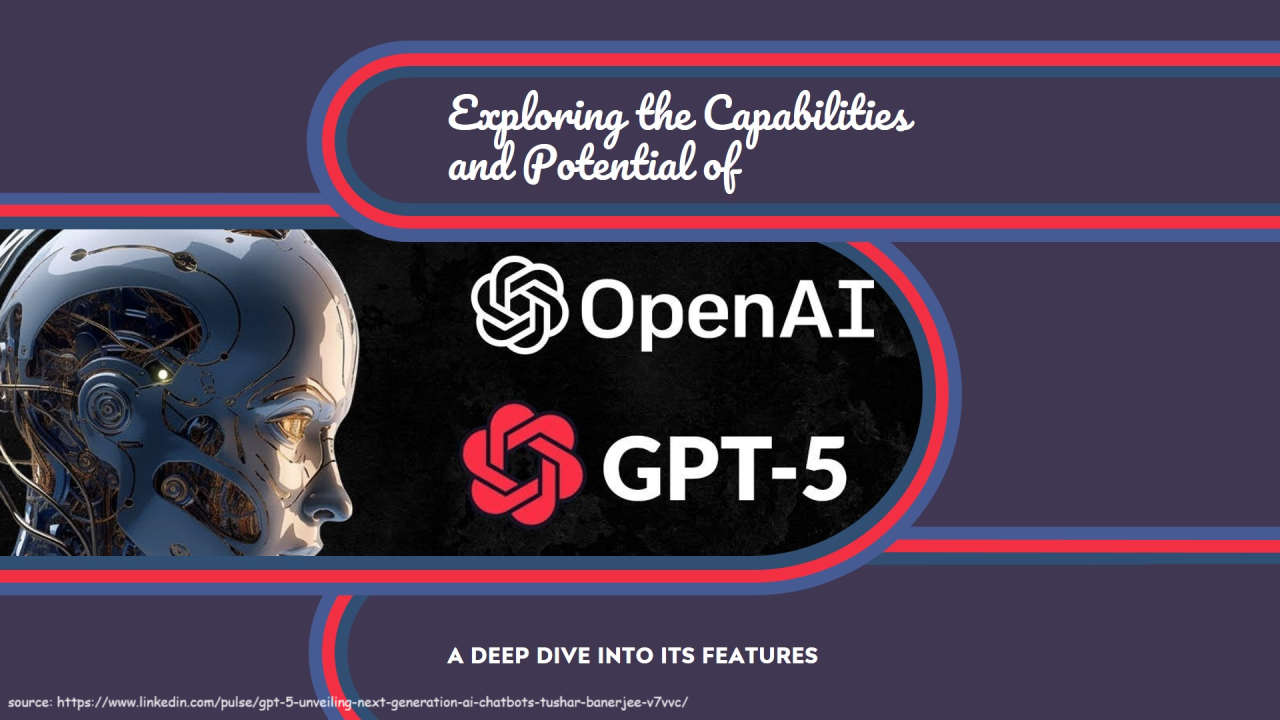 Exploring the Capabilities
and Potential of
OpenAI
GPT-5
A DEEP DIVE INTO ITS FEATURES
source: https://www.linkedin.com/pulse/gpt-5-unveiling-next-generation-ai-chatbots-tushar-banerjee-v7vvc/